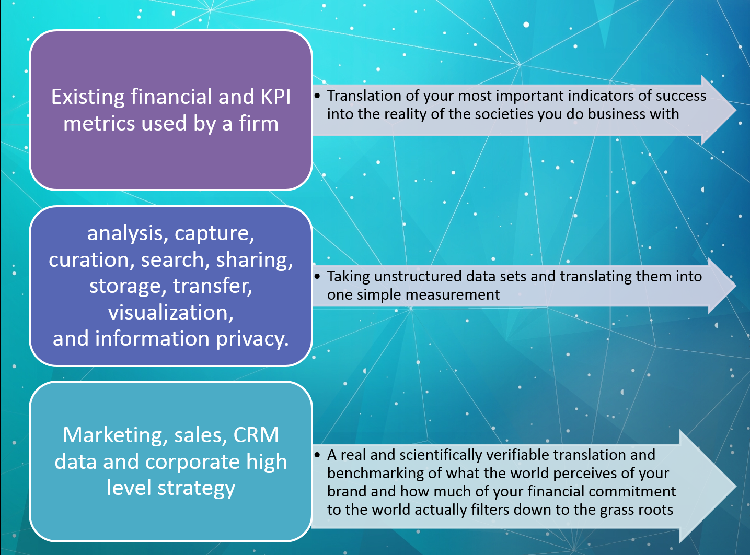 Existing financial and KPI
metrics used by a firm
• Translation of your most important indicators of success
into the reality of the societies you do business with
analysis, capture,
curation, search, sharing,
storage, transfer,
visualization,
and information privacy.
• Taking unstructured data sets and translating them into
one simple measurement
Marketing, sales, CRM
data and corporate high
level strategy
• A real and scientifically verifiable translation and
benchmarking of what the world perceives of your
brand and how much of your financial commitment
to the world actually filters down to the grass roots